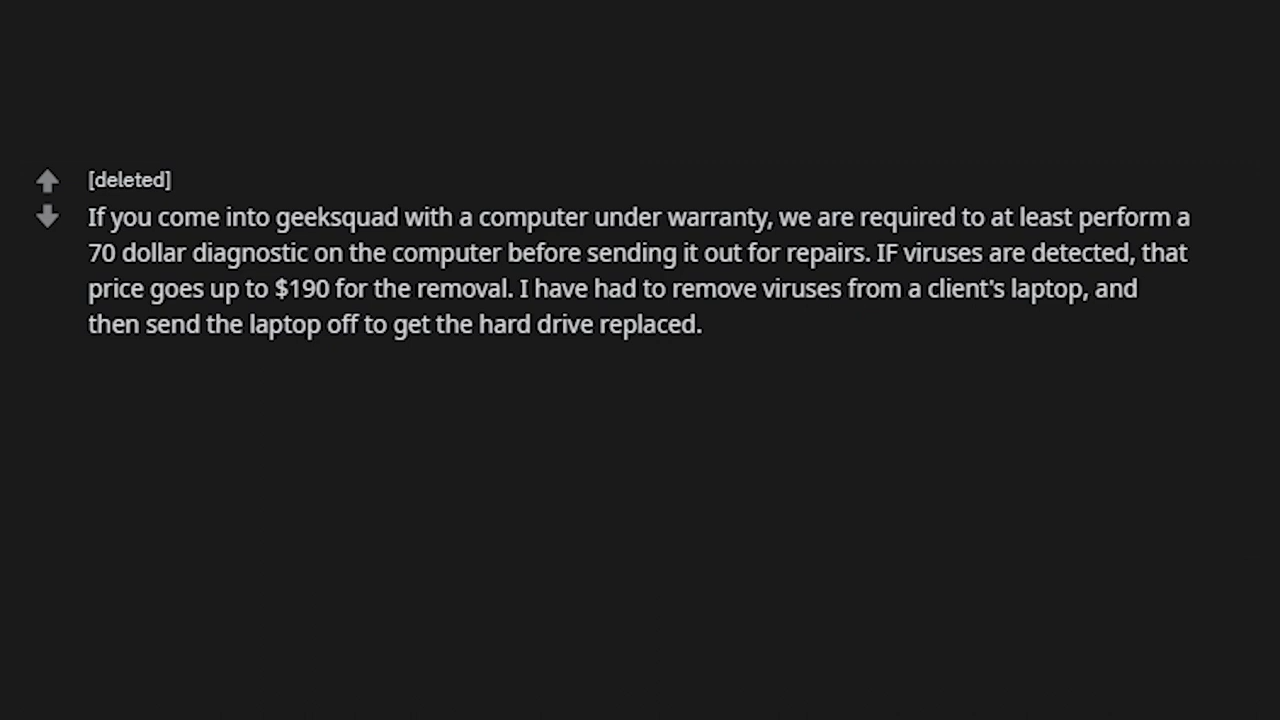 [deleted]
If you come into geeksquad with a computer under warranty, we are required to at least perform a
70 dollar diagnostic on the computer before sending it out for repairs. IF viruses are detected, that
price goes up to $190 for the removal. I have had to remove viruses from a client's laptop, and
then send the laptop off to get the hard drive replaced.